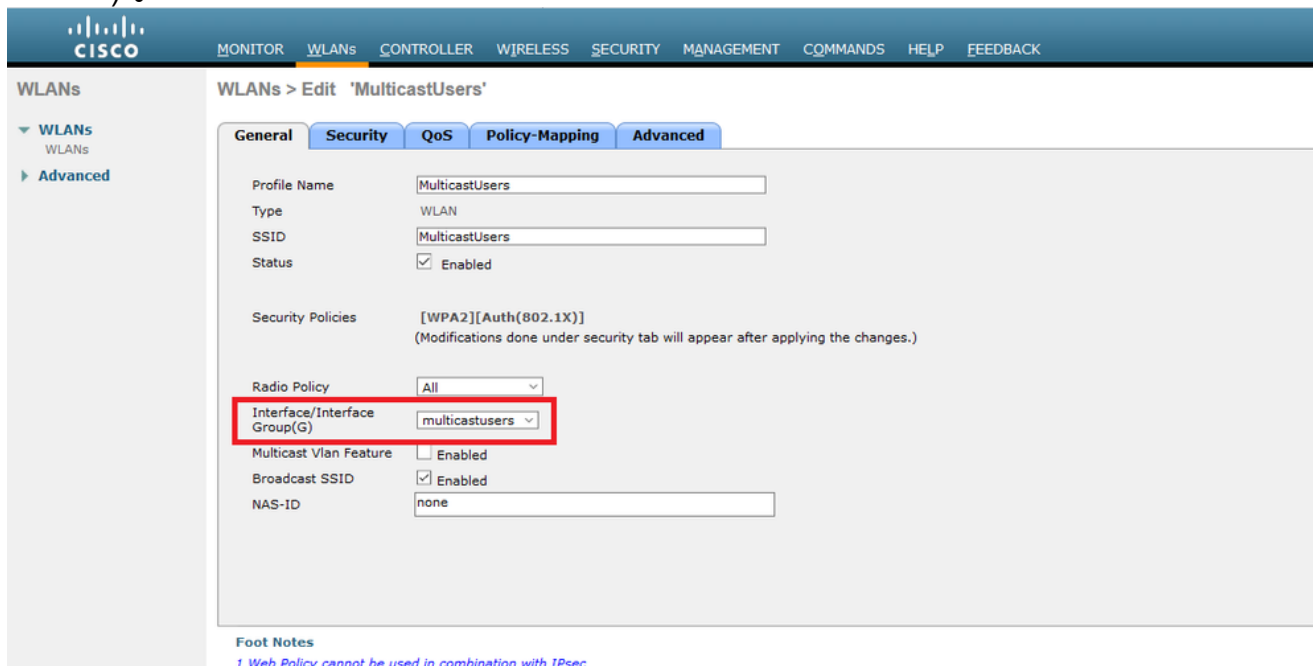 CISCO
MONITOR WLANs CONTROLLER WIRELESS SECURITY MANAGEMENT COMMANDS HELP FEEDBACK
WLANs
WLANs
WLANs
Advanced
WLANs > Edit 'MulticastUsers'
General Security QoS Policy-Mapping Advanced
Profile Name MulticastUsers
Type WLAN
SSID MulticastUsers
Status Enabled
Security Policies [WPA2][Auth(802.1X)]
(Modifications done under security tab will appear after applying the changes.)
Radio Policy All
Interface/Interface
Group(G) multicastusers
Multicast Vlan Feature Enabled
Broadcast SSID Enabled
NAS-ID none
Foot Notes
1 Web Policy cannot be used in combination with IPsec